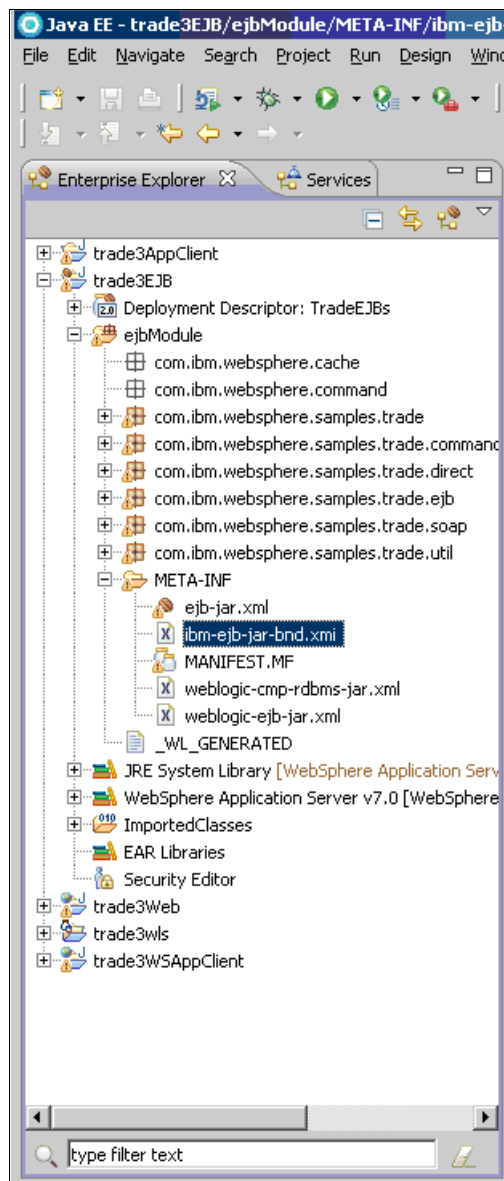 Java EE - trade3EJB/ejbModule/META-INF/ibm-ejb
File Edit Navigate Search Project Run Design Wind
Enterprise Explorer Services
trade3AppClient
trade3EJB
2.0 Deployment Descriptor: TradeEJBs
ejbModule
com.ibm.websphere.cache
com.ibm.websphere.command
com.ibm.websphere.samples.trade
com.ibm.websphere.samples.trade.command
com.ibm.websphere.samples.trade.direct
com.ibm.websphere.samples.trade.ejb
com.ibm.websphere.samples.trade.soap
com.ibm.websphere.samples.trade.util
META-INF
ejb-jar.xml
X ibm-ejb-jar-bnd.xmi
MANIFEST.MF
X weblogic-cmp-rdbms-jar.xml
X weblogic-ejb-jar.xml
_WL_GENERATED
JRE System Library [WebSphere Application Serv
WebSphere Application Server v7.0 [WebSphere
010 ImportedClasses
EAR Libraries
Security Editor
trade3Web
trade3wls
trade3WSAppClient
type filter text